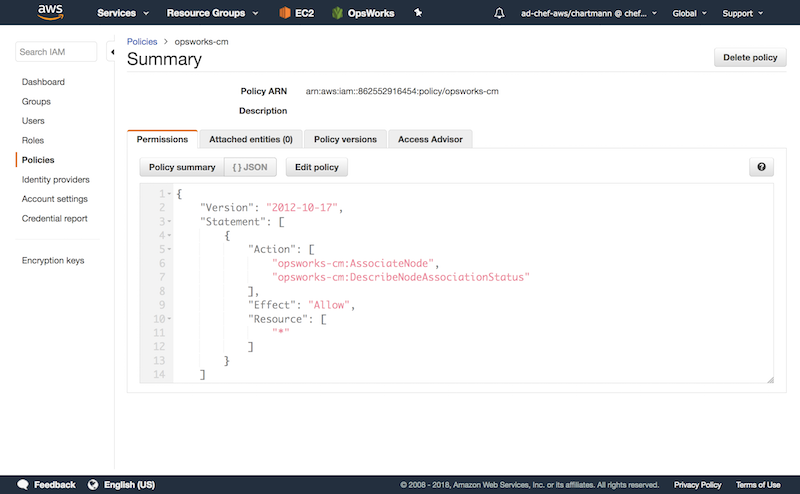 aws Services Resource Groups EC2 OpsWorks ad-chef-aws/chartmann @ chef... Global Support
Search IAM
Dashboard
Groups
Users
Roles
Policies
Identity providers
Account settings
Credential report
Encryption keys
Policies > opsworks-cm
Summary
Delete policy
Policy ARN arn:aws:iam::862552916454:policy/opsworks-cm
Description
Permissions Attached entities (0) Policy versions Access Advisor
Policy summary { } JSON Edit policy ?
1 {
2 "Version": "2012-10-17",
3 "Statement": [
4 {
5 "Action": [
6 "opsworks-cm:AssociateNode",
7 "opsworks-cm:DescribeNodeAssociationStatus"
8 ],
9 "Effect": "Allow",
10 "Resource": [
11 "*"
12 ]
13 }
14 ]
Feedback English (US) © 2008 - 2018, Amazon Web Services, Inc. or its affiliates. All rights reserved. Privacy Policy Terms of Use